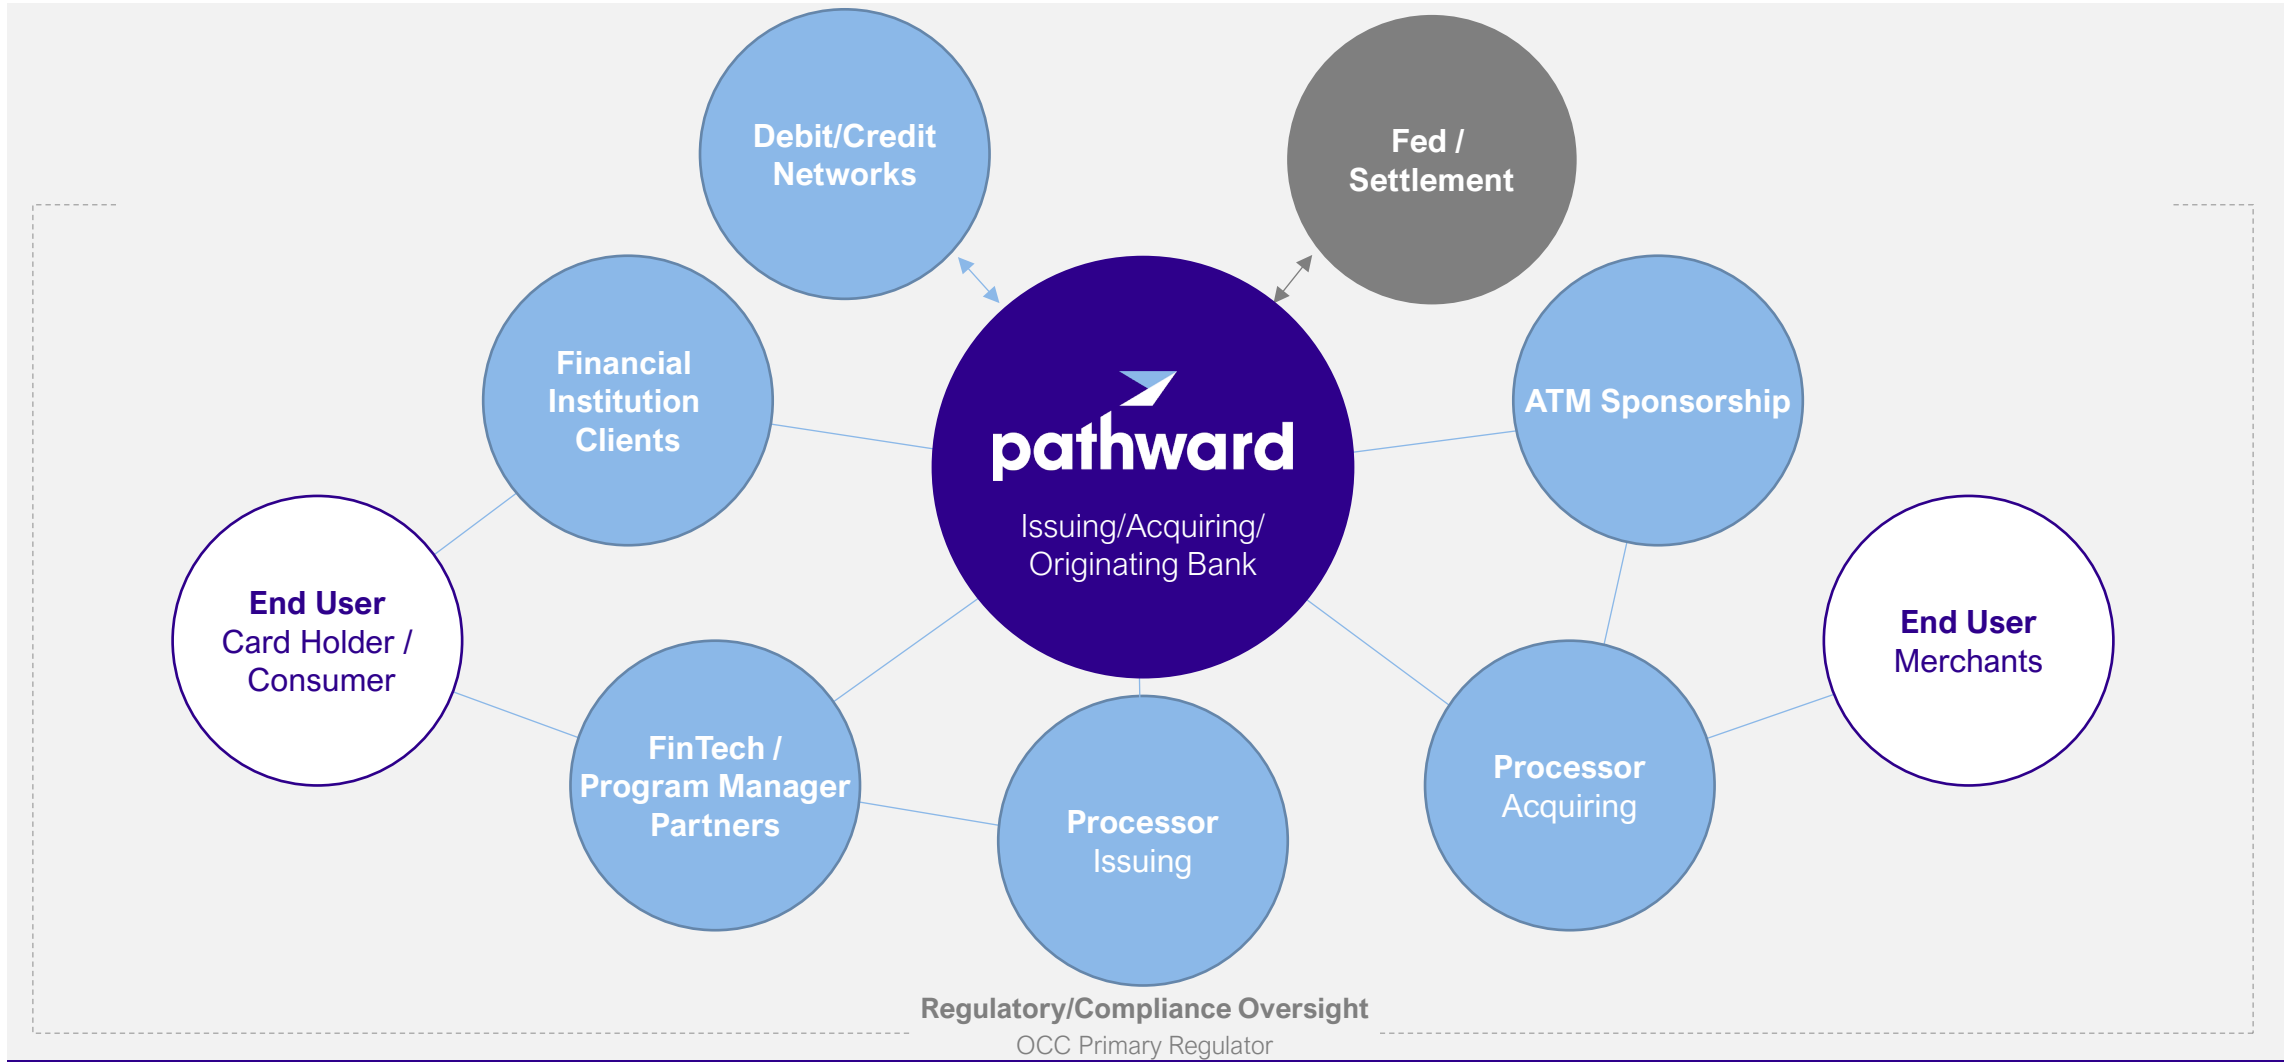 Debit/Credit
Networks
Fed /
Settlement
Financial
Institution
Clients
pathward
Issuing/Acquiring/
Originating Bank
ATM Sponsorship
End User
Card Holder /
Consumer
End User
Merchants
FinTech /
Program Manager
Partners
Processor
Issuing
Processor
Acquiring
Regulatory/Compliance Oversight
OCC Primary Regulator